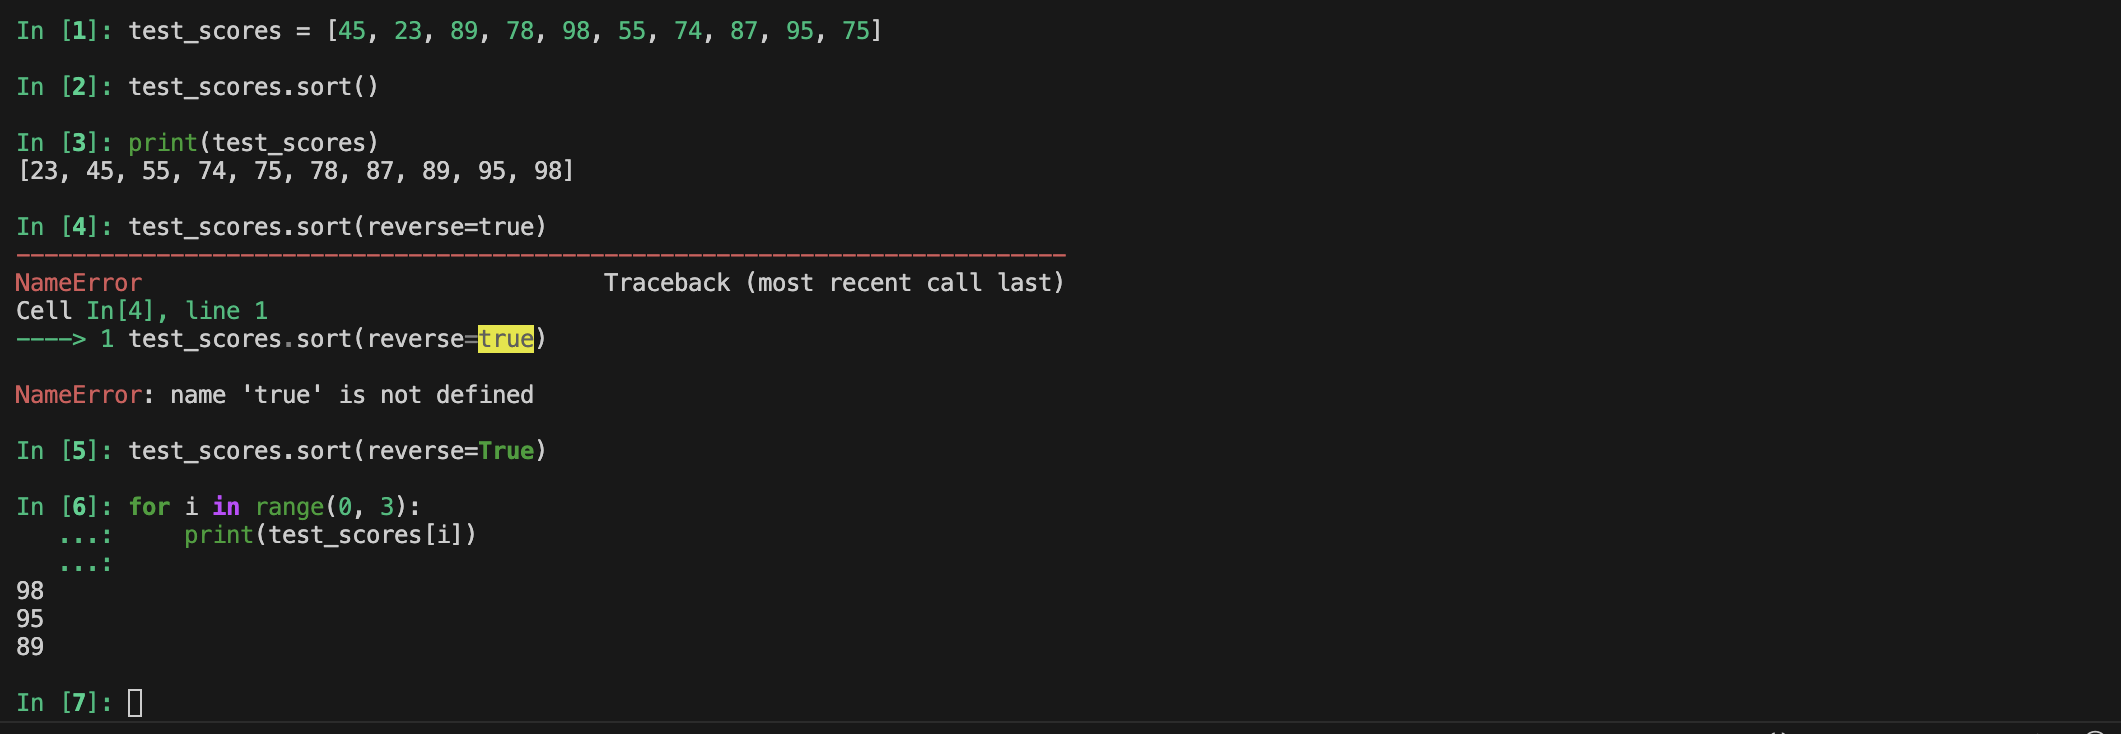 In [1]: test_scores = [45, 23, 89, 78, 98, 55, 74, 87, 95, 75]
In [2]: test_scores.sort()
In [3]: print(test_scores)
[23, 45, 55, 74, 75, 78, 87, 89, 95, 98]
In [4]: test_scores.sort(reverse=true)
---------------------------------------------------------------------------
NameError                                 Traceback (most recent call last)
Cell In[4], line 1
----> 1 test_scores.sort(reverse=true)
NameError: name 'true' is not defined
In [5]: test_scores.sort(reverse=True)
In [6]: for i in range(0, 3):
   ...:     print(test_scores[i])
   ...:
98
95
89
In [7]: